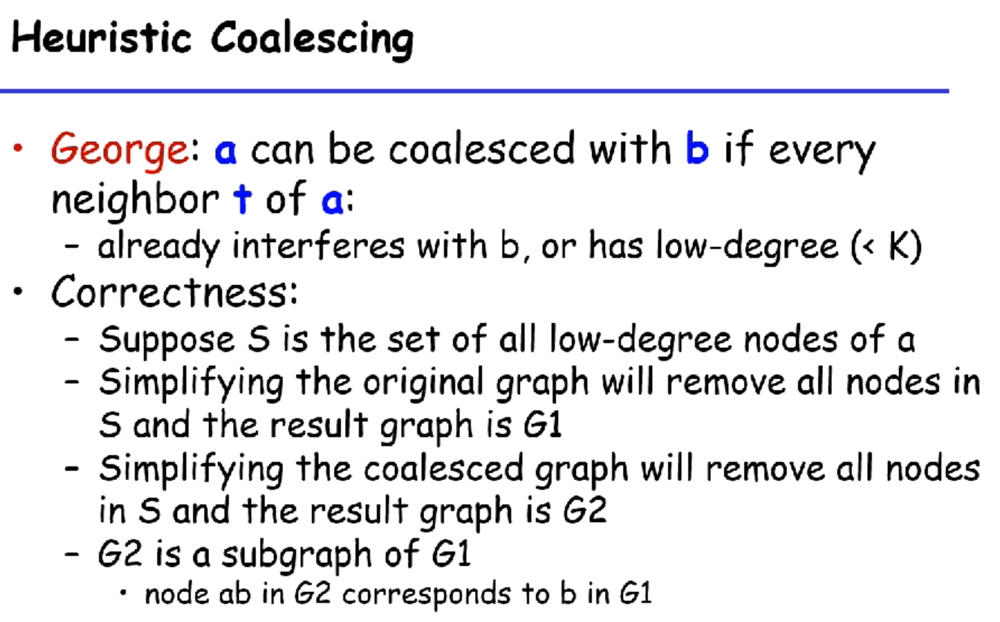 Heuristic Coalescing
• George: a can be coalesced with b if every
neighbor t of a:
– already interferes with b, or has low-degree (< K)
• Correctness:
– Suppose S is the set of all low-degree nodes of a
– Simplifying the original graph will remove all nodes in
S and the result graph is G1
– Simplifying the coalesced graph will remove all nodes
in S and the result graph is G2
– G2 is a subgraph of G1
• node ab in G2 corresponds to b in G1